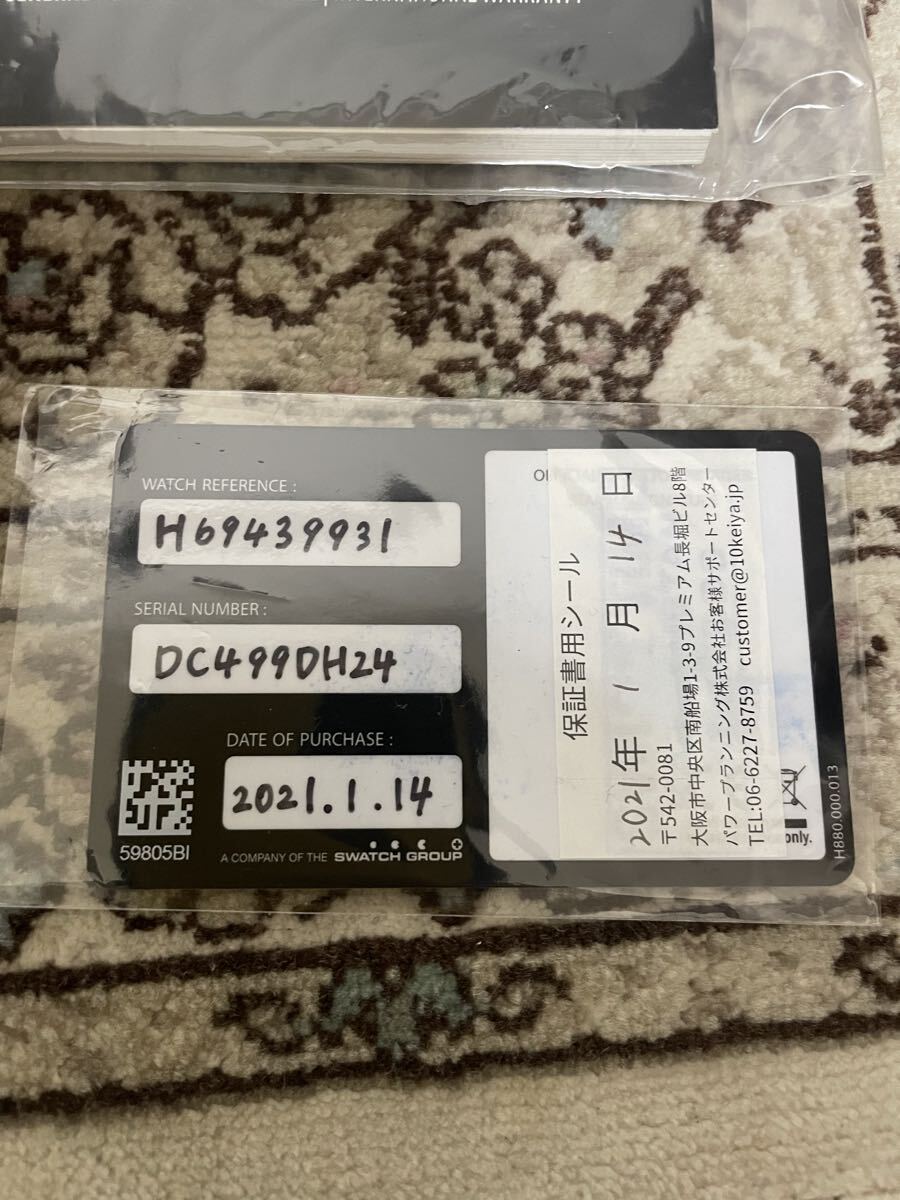 INTERNATIONAL WARRANTY
WATCH REFERENCE :
H69439931
SERIAL NUMBER :
DC499DH24
DATE OF PURCHASE :
2021.1.14
59805BI
A COMPANY OF THE SWATCH GROUP
保証書用シール
2021年 1月 14日
〒542-0081
大阪市中央区南船場1-3-9プレミアム長堀ビル8階
パワープランニング株式会社お客様サポートセンター
TEL:06-6227-8759 customer@10keiya.jp
only.
H880.000.013